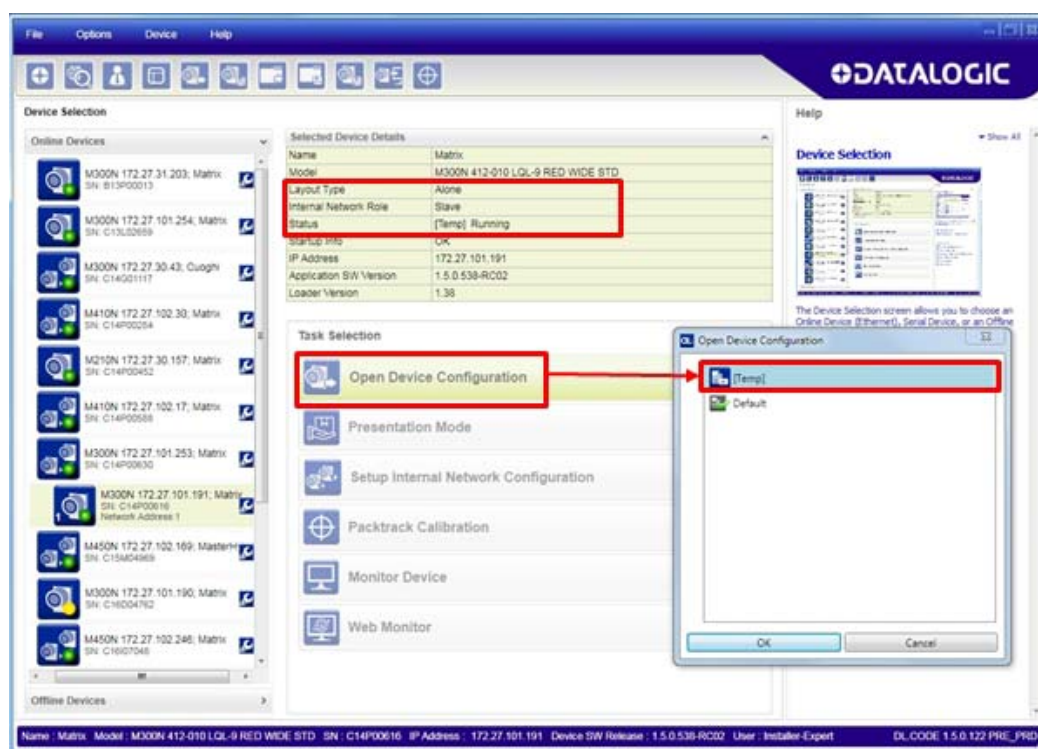 File Options Device Help
DATALOGIC
Device Selection
Online Devices
M300N 172.27.31.203; Matrix
SN: B13P00013
M300N 172.27.101.254; Matrix
SN: C13L02659
M300N 172.27.30.43; Cuoghi
SN: C14G01117
M410N 172.27.102.30; Matrix
SN: C14P00284
M210N 172.27.30.157; Matrix
SN: C14P00452
M410N 172.27.102.17; Matrix
SN: C14P00588
M300N 172.27.101.253; Matrix
SN: C14P00630
M300N 172.27.101.191; Matrix
SN: C14P00616
Network Address 1
1
M450N 172.27.102.169; MasterH
SN: C15M04969
M300N 172.27.101.190; Matrix
SN: C16D04762
M450N 172.27.102.246; Matrix
SN: C16I07046
Offline Devices
Selected Device Details
Name Matrix
Model M300N 412-010 LQL-9 RED WIDE STD
Layout Type Alone
Internal Network Role Slave
Status [Temp] Running
Startup Info OK
IP Address 172.27.101.191
Application SW Version 1.5.0.538-RC02
Loader Version 1.38
Task Selection
Open Device Configuration
Presentation Mode
Setup Internal Network Configuration
Packtrack Calibration
Monitor Device
Web Monitor
Help
Show All
Device Selection
The Device Selection screen allows you to choose an
Online Device (Ethernet), Serial Device, or an Offline
DL Open Device Configuration
[Temp]
Default
OK Cancel
Name : Matrix Model : M300N 412-010 LQL-9 RED WIDE STD SN : C14P00616 IP Address : 172.27.101.191 Device SW Release : 1.5.0.538-RC02 User : Installer-Expert DL.CODE 1.5.0.122 PRE_PRD